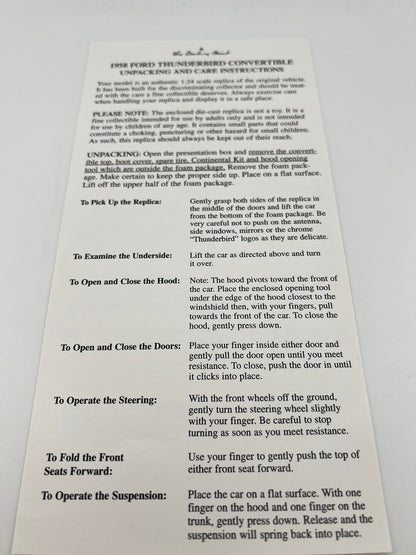 The Danbury Mint
1958 FORD THUNDERBIRD CONVERTIBLE
UNPACKING AND CARE INSTRUCTIONS
Your model is an authentic 1:24 scale replica of the original vehicle.
It has been built for the discriminating collector and should be treat-
ed with the care a fine collectible deserves. Always exercise care
when handling your replica and display it in a safe place.
PLEASE NOTE: The enclosed die-cast replica is not a toy. It is a
fine collectible intended for use by adults only and is not intended
for use by children of any age. It contains small parts that could
constitute a choking, puncturing or other hazard for small children.
As such, this replica should always be kept out of their reach.
UNPACKING: Open the presentation box and remove the convert-
ible top, boot cover, spare tire, Continental Kit and hood opening
tool which are outside the foam package. Remove the foam pack-
age. Make certain to keep the proper side up. Place on a flat surface.
Lift off the upper half of the foam package.
To Pick Up the Replica: Gently grasp both sides of the replica in
the middle of the doors and lift the car
from the bottom of the foam package. Be
very careful not to push on the antenna,
side windows, mirrors or the chrome
"Thunderbird" logos as they are delicate.
To Examine the Underside: Lift the car as directed above and turn
it over.
To Open and Close the Hood: Note: The hood pivots toward the front of
the car. Place the enclosed opening tool
under the edge of the hood closest to the
windshield then, with your fingers, pull
towards the front of the car. To close the
hood, gently press down.
To Open and Close the Doors: Place your finger inside either door and
gently pull the door open until you meet
resistance. To close, push the door in until
it clicks into place.
To Operate the Steering: With the front wheels off the ground,
gently turn the steering wheel slightly
with your finger. Be careful to stop
turning as soon as you meet resistance.
To Fold the Front Use your finger to gently push the top of
Seats Forward: either front seat forward.
To Operate the Suspension: Place the car on a flat surface. With one
finger on the hood and one finger on the
trunk, gently press down. Release and the
suspension will spring back into place.